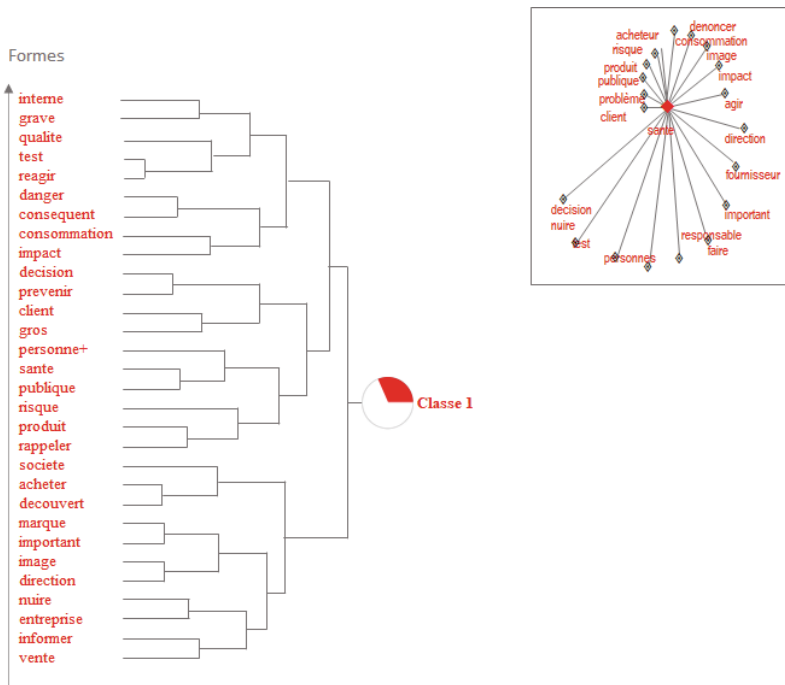 Formes
interne
grave
qualite
test
reagir
danger
consequent
consommation
impact
decision
prevenir
client
gros
personne+
sante
publique
risque
produit
rappeler
societe
acheter
decouvert
marque
important
image
direction
nuire
entreprise
informer
vente
Classe 1
denoncer
acheteur
consommation
risque
image
produit
impact
publique
problème
agir
client
sante
direction
fournisseur
decision
important
nuire
responsable
test
faire
personnes